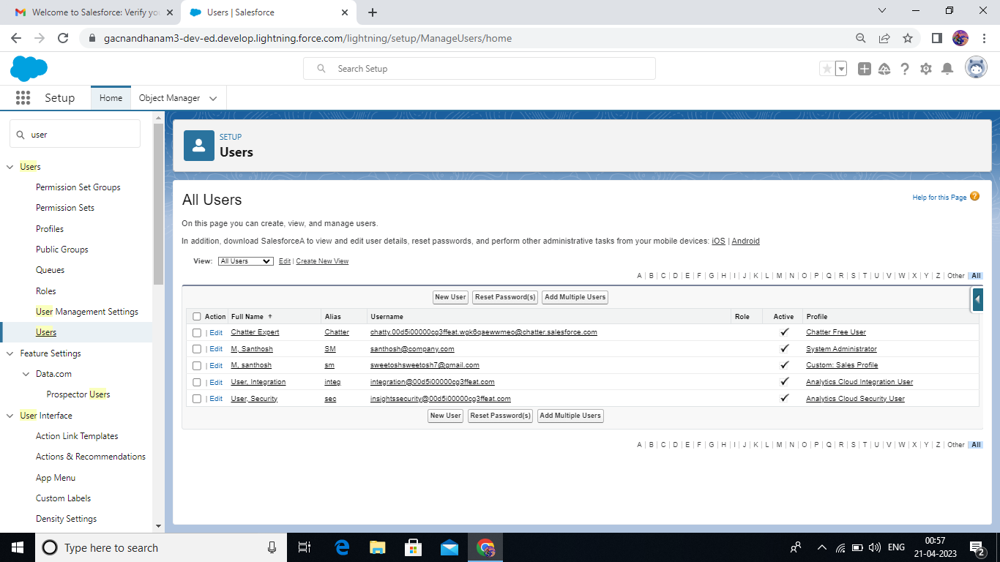 Welcome to Salesforce: Verify yo
Users | Salesforce
gacnandhanam3-dev-ed.develop.lightning.force.com/lightning/setup/ManageUsers/home
Search Setup
Setup
Home
Object Manager
user
Users
Permission Set Groups
Permission Sets
Profiles
Public Groups
Queues
Roles
User Management Settings
Users
Feature Settings
Data.com
Prospector Users
User Interface
Action Link Templates
Actions & Recommendations
App Menu
Custom Labels
Density Settings
SETUP
Users
All Users
Help for this Page ?
On this page you can create, view, and manage users.
In addition, download SalesforceA to view and edit user details, reset passwords, and perform other administrative tasks from your mobile devices: iOS | Android
View: All Users Edit | Create New View
A | B | C | D | E | F | G | H | I | J | K | L | M | N | O | P | Q | R | S | T | U | V | W | X | Y | Z | Other | All
New User Reset Password(s) Add Multiple Users
Action Full Name Alias Username Role Active Profile
| Edit Chatter Expert Chatter chatty.00d5i00000cg3ffeat.wgk6qaewwmeo@chatter.salesforce.com Chatter Free User
| Edit M, Santhosh SM santhosh@company.com System Administrator
| Edit M, santhosh sm sweetoshsweetosh7@gmail.com Custom: Sales Profile
| Edit User, Integration integ integration@00d5i00000cg3ffeat.com Analytics Cloud Integration User
| Edit User, Security sec insightssecurity@00d5i00000cg3ffeat.com Analytics Cloud Security User
New User Reset Password(s) Add Multiple Users
A | B | C | D | E | F | G | H | I | J | K | L | M | N | O | P | Q | R | S | T | U | V | W | X | Y | Z | Other | All
Type here to search
ENG
00:57
21-04-2023
2